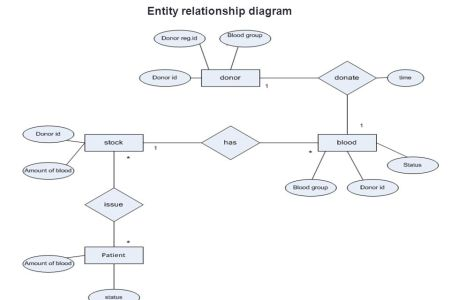 Entity relationship diagram
Donor reg.id
Blood group
Donor id
donor
donate
time
1
1
Donor id
stock
1
has
*
blood
Status
Amount of blood
*
Blood group
Donor id
issue
*
Amount of blood
Patient
status